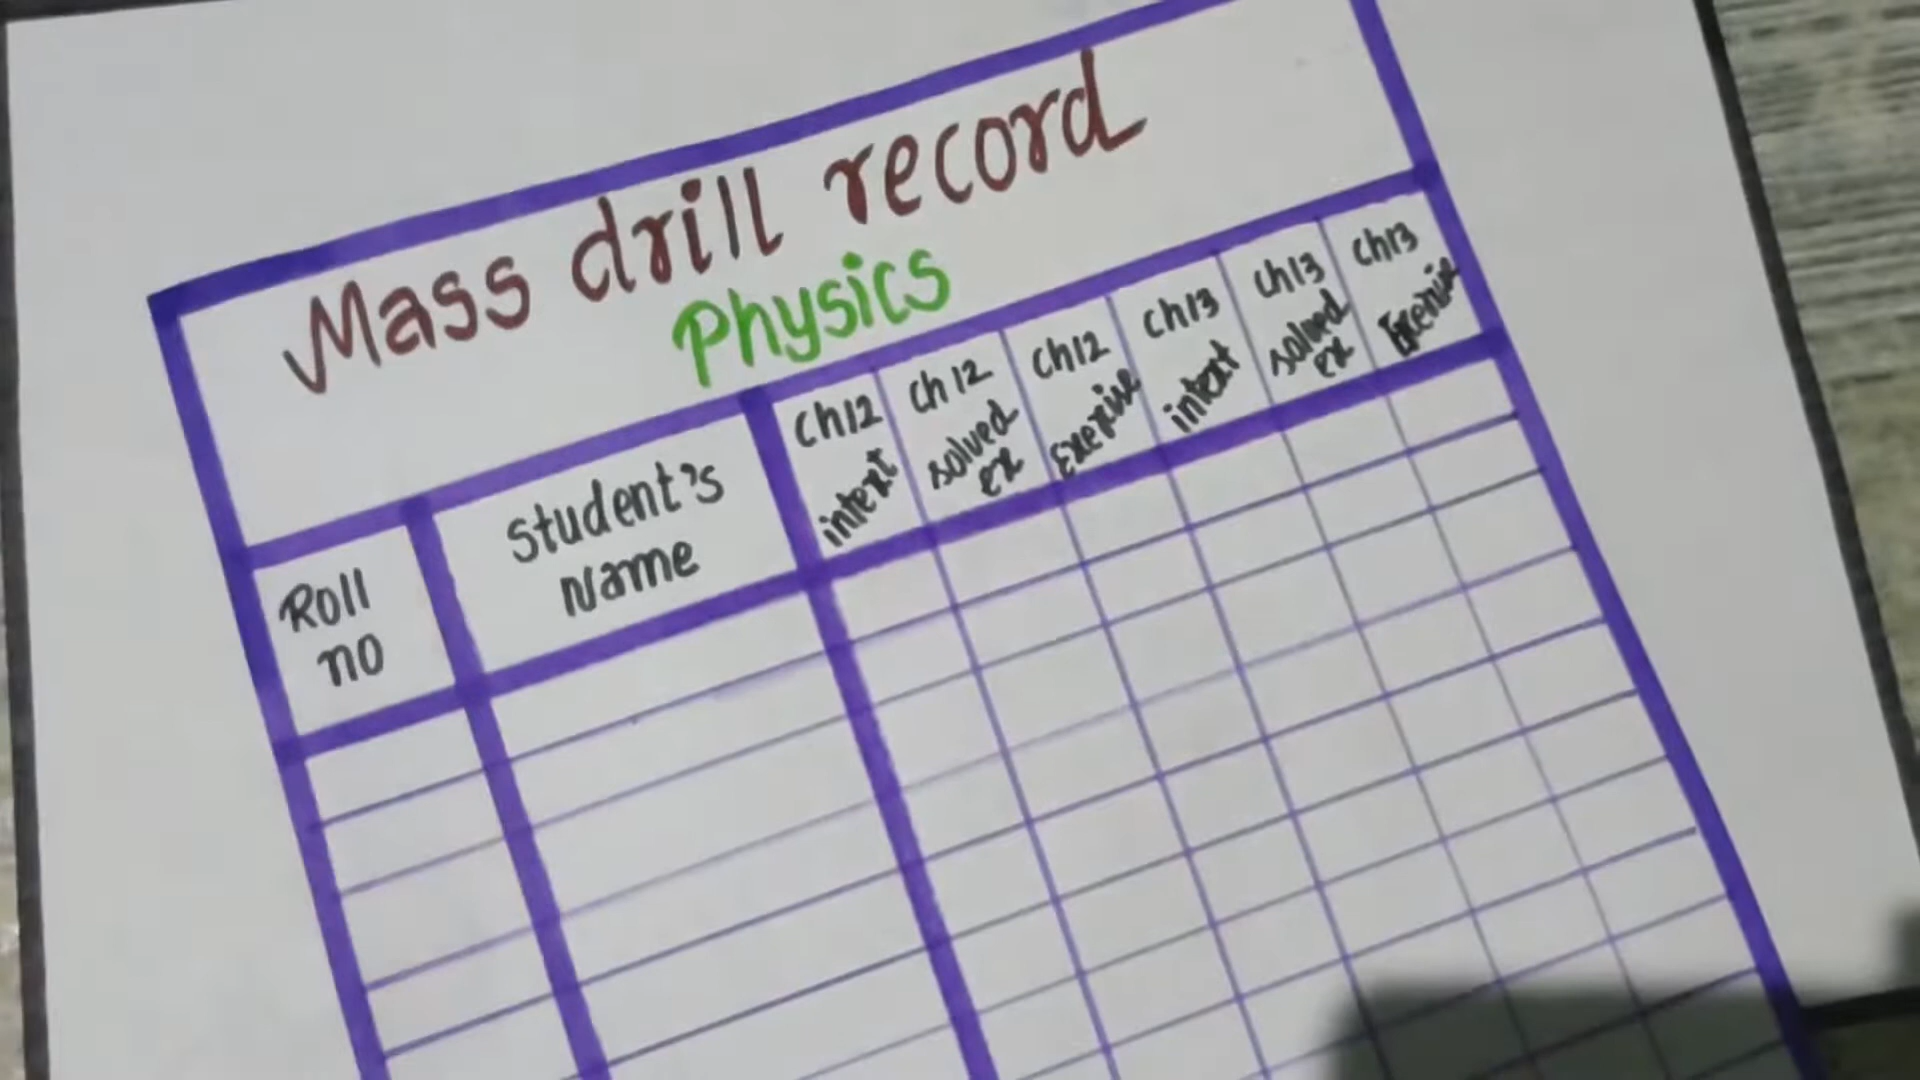 Mass drill record
Physics
Roll
no
Student's
Name
Ch12
intext
Ch 12
solved
ex
Ch12
Exercise
Ch13
intext
Ch13
solved
ex
Ch13
Exercise